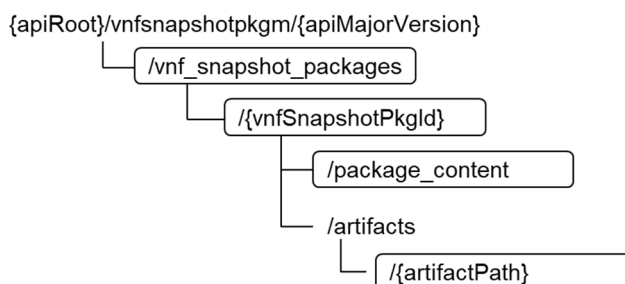 {apiRoot}/vnfsnapshotpkgm/{apiMajorVersion}
/vnf_snapshot_packages
/{vnfSnapshotPkgId}
/package_content
/artifacts
/{artifactPath}